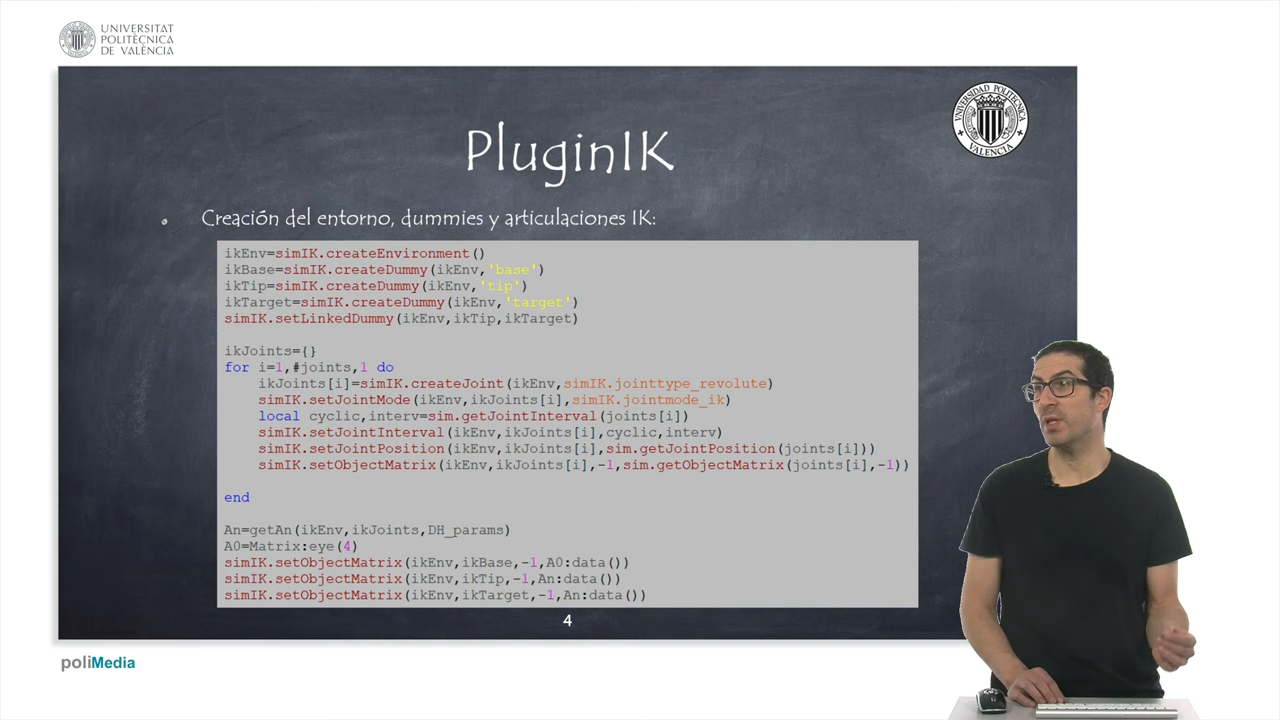 UNIVERSITAT
POLITÈCNICA
DE VALÈNCIA
UNIVERSIDAD POLITECNICA
VALENCIA
PluginIK
Creación del entorno, dummies y articulaciones IK:
ikEnv=simIK.createEnvironment()
ikBase=simIK.createDummy(ikEnv,'base')
ikTip=simIK.createDummy(ikEnv,'tip')
ikTarget=simIK.createDummy(ikEnv,'target')
simIK.setLinkedDummy(ikEnv,ikTip,ikTarget)
ikJoints={}
for i=1,#joints,1 do
ikJoints[i]=simIK.createJoint(ikEnv,simIK.jointtype_revolute)
simIK.setJointMode(ikEnv,ikJoints[i],simIK.jointmode_ik)
local cyclic,interv=sim.getJointInterval(joints[i])
simIK.setJointInterval(ikEnv,ikJoints[i],cyclic,interv)
simIK.setJointPosition(ikEnv,ikJoints[i],sim.getJointPosition(joints[i]))
simIK.setObjectMatrix(ikEnv,ikJoints[i],-1,sim.getObjectMatrix(joints[i],-1))
end
An=getAn(ikEnv,ikJoints,DH_params)
A0=Matrix:eye(4)
simIK.setObjectMatrix(ikEnv,ikBase,-1,A0:data())
simIK.setObjectMatrix(ikEnv,ikTip,-1,An:data())
simIK.setObjectMatrix(ikEnv,ikTarget,-1,An:data())
4
poliMedia